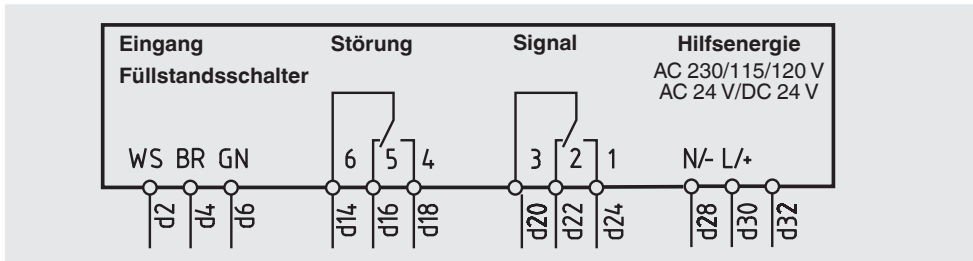 Eingang Störung Signal Hilfsenergie
Füllstandsschalter AC 230/115/120 V
AC 24 V/DC 24 V
WS BR GN 6 5 4 3 2 1 N/- L/+
d2 d4 d6 d14 d16 d18 d20 d22 d24 d28 d30 d32